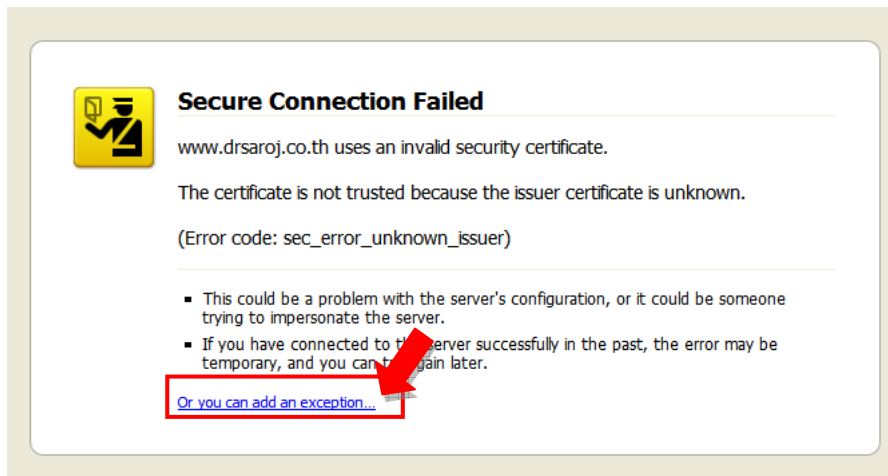 Secure Connection Failed
www.drsaroj.co.th uses an invalid security certificate.
The certificate is not trusted because the issuer certificate is unknown.
(Error code: sec_error_unknown_issuer)
This could be a problem with the server's configuration, or it could be someone
trying to impersonate the server.
If you have connected to the server successfully in the past, the error may be
temporary, and you can try again later.
Or you can add an exception...